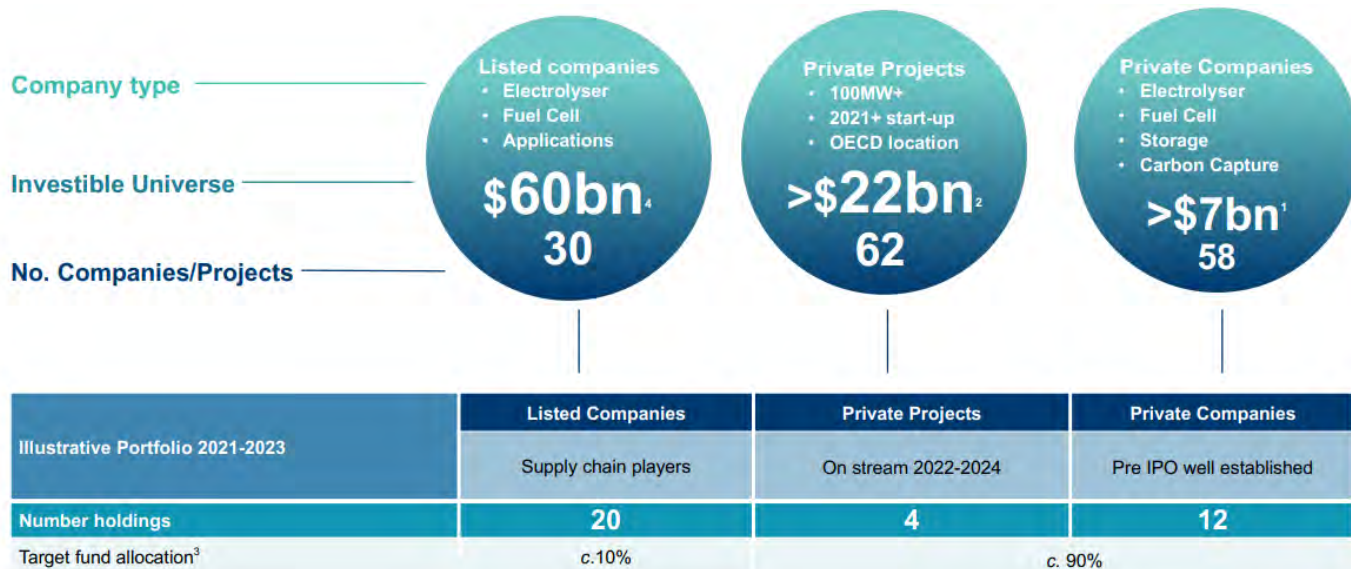 Company type
Investible Universe
No. Companies/Projects
Listed companies
• Electrolyser
• Fuel Cell
• Applications
$60bn4
30
Private Projects
• 100MW+
• 2021+ start-up
• OECD location
>$22bn2
62
Private Companies
• Electrolyser
• Fuel Cell
• Storage
• Carbon Capture
>$7bn1
58
Illustrative Portfolio 2021-2023
Listed Companies
Private Projects
Private Companies
Supply chain players
On stream 2022-2024
Pre IPO well established
Number holdings
20
4
12
Target fund allocation3
c.10%
c. 90%